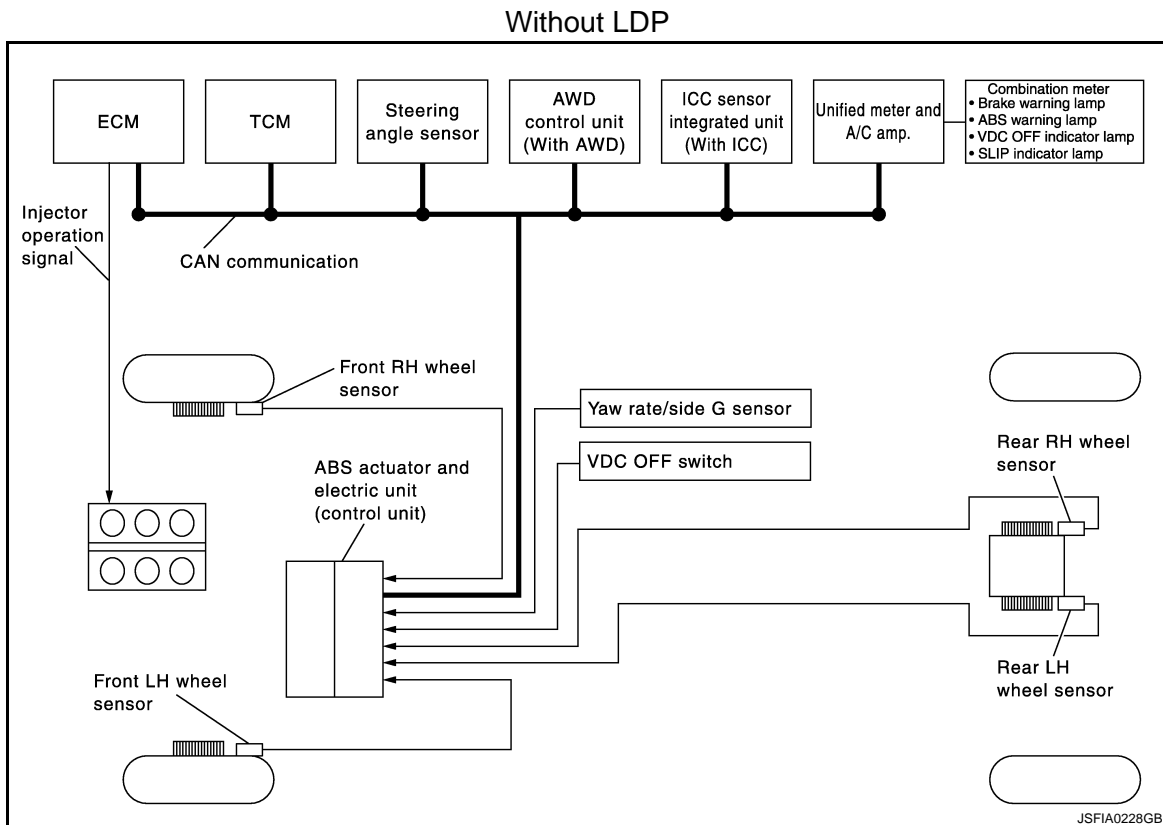 Without LDP
ECM
TCM
Steering
angle sensor
AWD
control unit
(With AWD)
ICC sensor
integrated unit
(With ICC)
Unified meter and
A/C amp.
Combination meter
• Brake warning lamp
• ABS warning lamp
• VDC OFF indicator lamp
• SLIP indicator lamp
Injector
operation
signal
CAN communication
Front RH wheel
sensor
Yaw rate/side G sensor
VDC OFF switch
Rear RH wheel
sensor
ABS actuator and
electric unit
(control unit)
Front LH wheel
sensor
Rear LH
wheel sensor
JSFIA0228GB